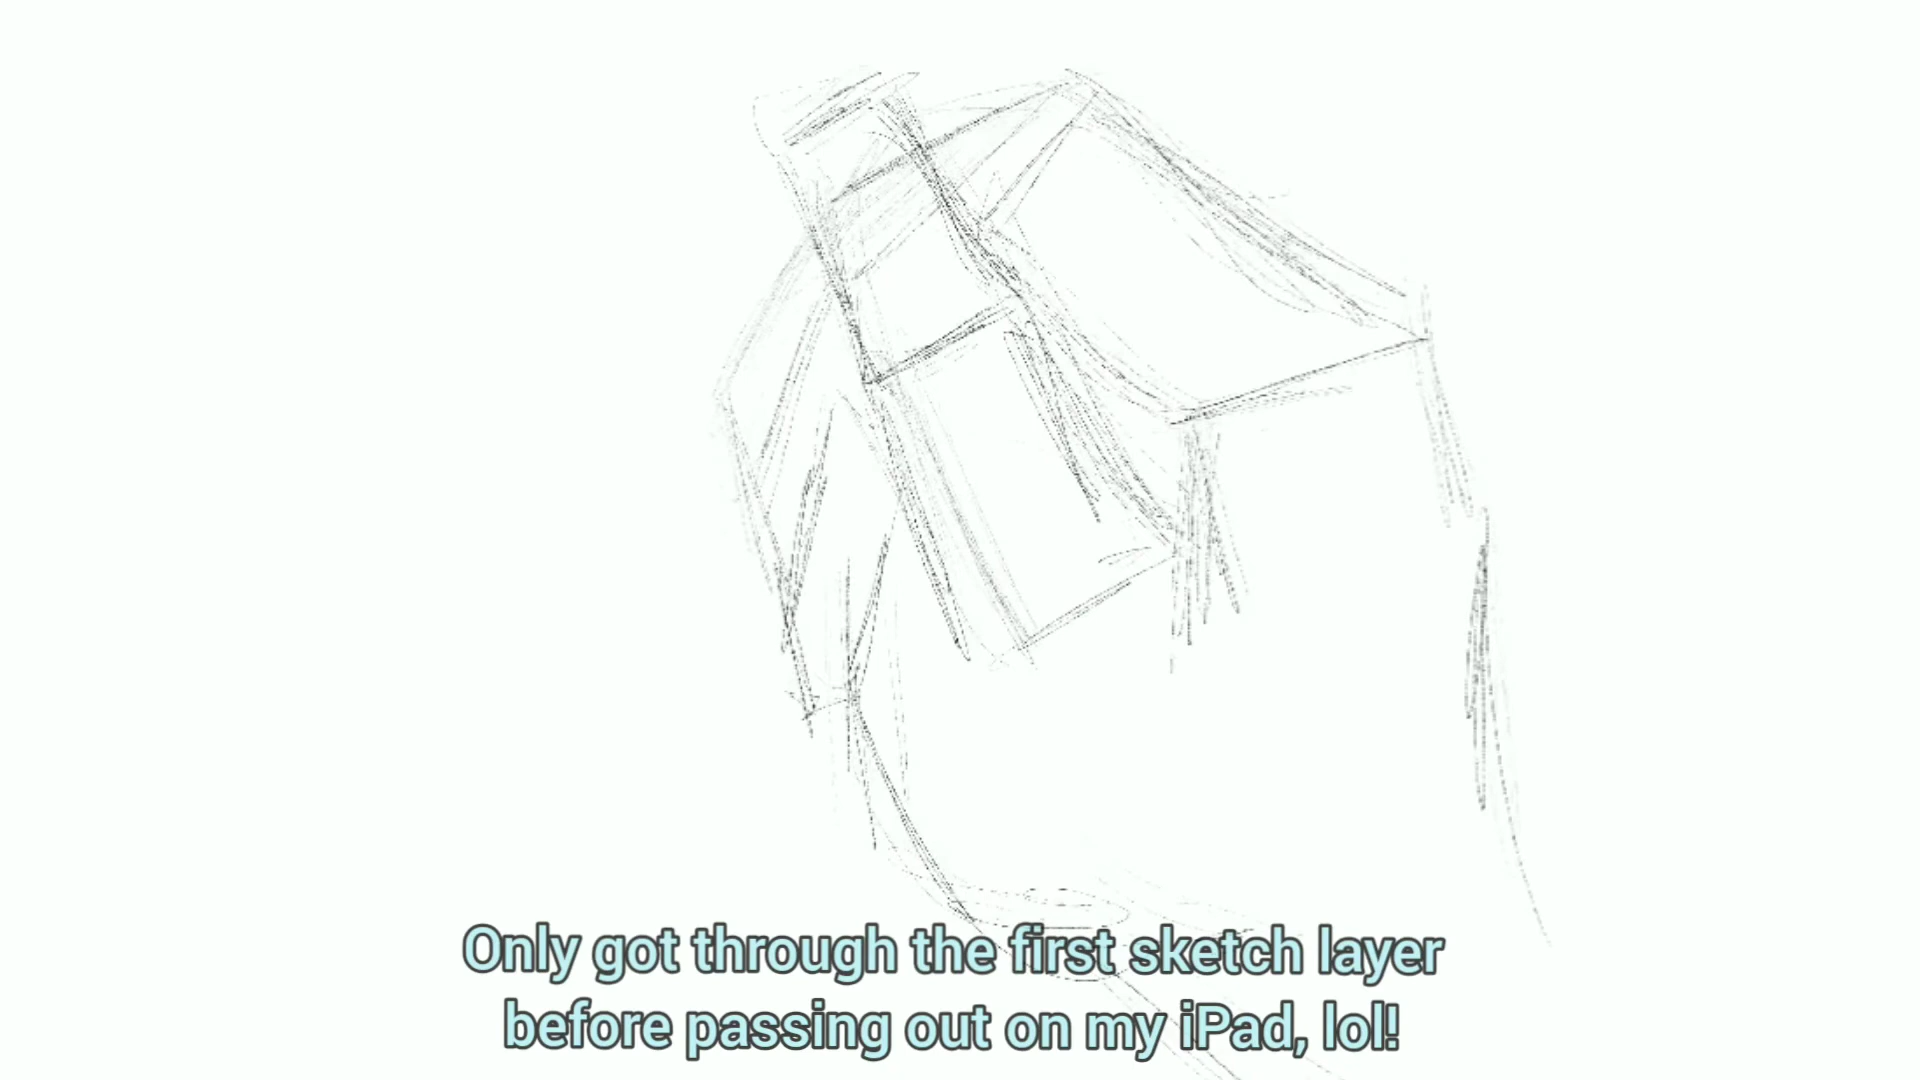 Only got through the first sketch layer
before passing out on my iPad, lol!